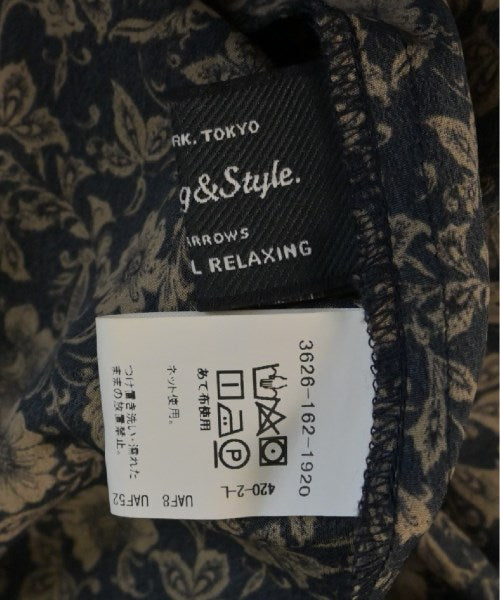 RK, TOKYO
g&Style.
RROWS
L RELAXING
3626-162-1920
420-2-L
あて布使用
ネット使用。
つけ置き洗い・濡れた
ままの放置禁止。
UAF8
UAF52